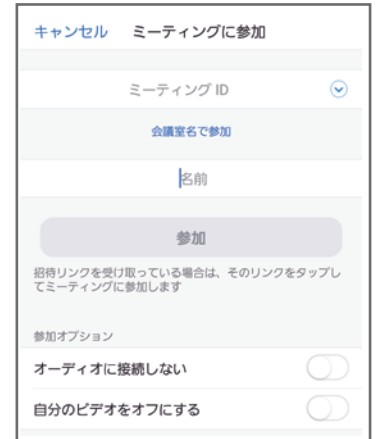 キャンセル ミーティングに参加
ミーティング ID
会議室名で参加
名前
参加
招待リンクを受け取っている場合は、そのリンクをタップし
てミーティングに参加します
参加オプション
オーディオに接続しない
自分のビデオをオフにする